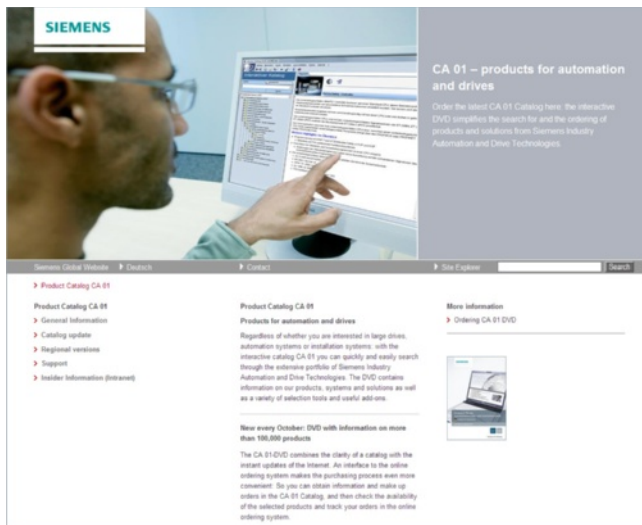 SIEMENS
CA 01 – products for automation
and drives
Order the latest CA 01 Catalog here: the interactive
DVD simplifies the search for and the ordering of
products and solutions from Siemens Industry
Automation and Drive Technologies.
Siemens Global Website Deutsch Contact Site Explorer Search
Product Catalog CA 01
Product Catalog CA 01
General Information
Catalog update
Regional versions
Support
Insider Information (Intranet)
Product Catalog CA 01
Products for automation and drives
Regardless of whether you are interested in large drives,
automation systems or installation systems: with the
interactive catalog CA 01 you can quickly and easily search
through the extensive portfolio of Siemens Industry
Automation and Drive Technologies. The DVD contains
information on our products, systems and solutions as well
as a variety of selection tools and useful add-ons.
New every October: DVD with information on more
than 100,000 products
The CA 01-DVD combines the clarity of a catalog with the
instant updates of the Internet. An interface to the online
ordering system makes the purchasing process even more
convenient: So you can obtain information and make up
orders in the CA 01 Catalog, and then check the availability
of the selected products and track your orders in the online
ordering system.
More information
Ordering CA 01 DVD